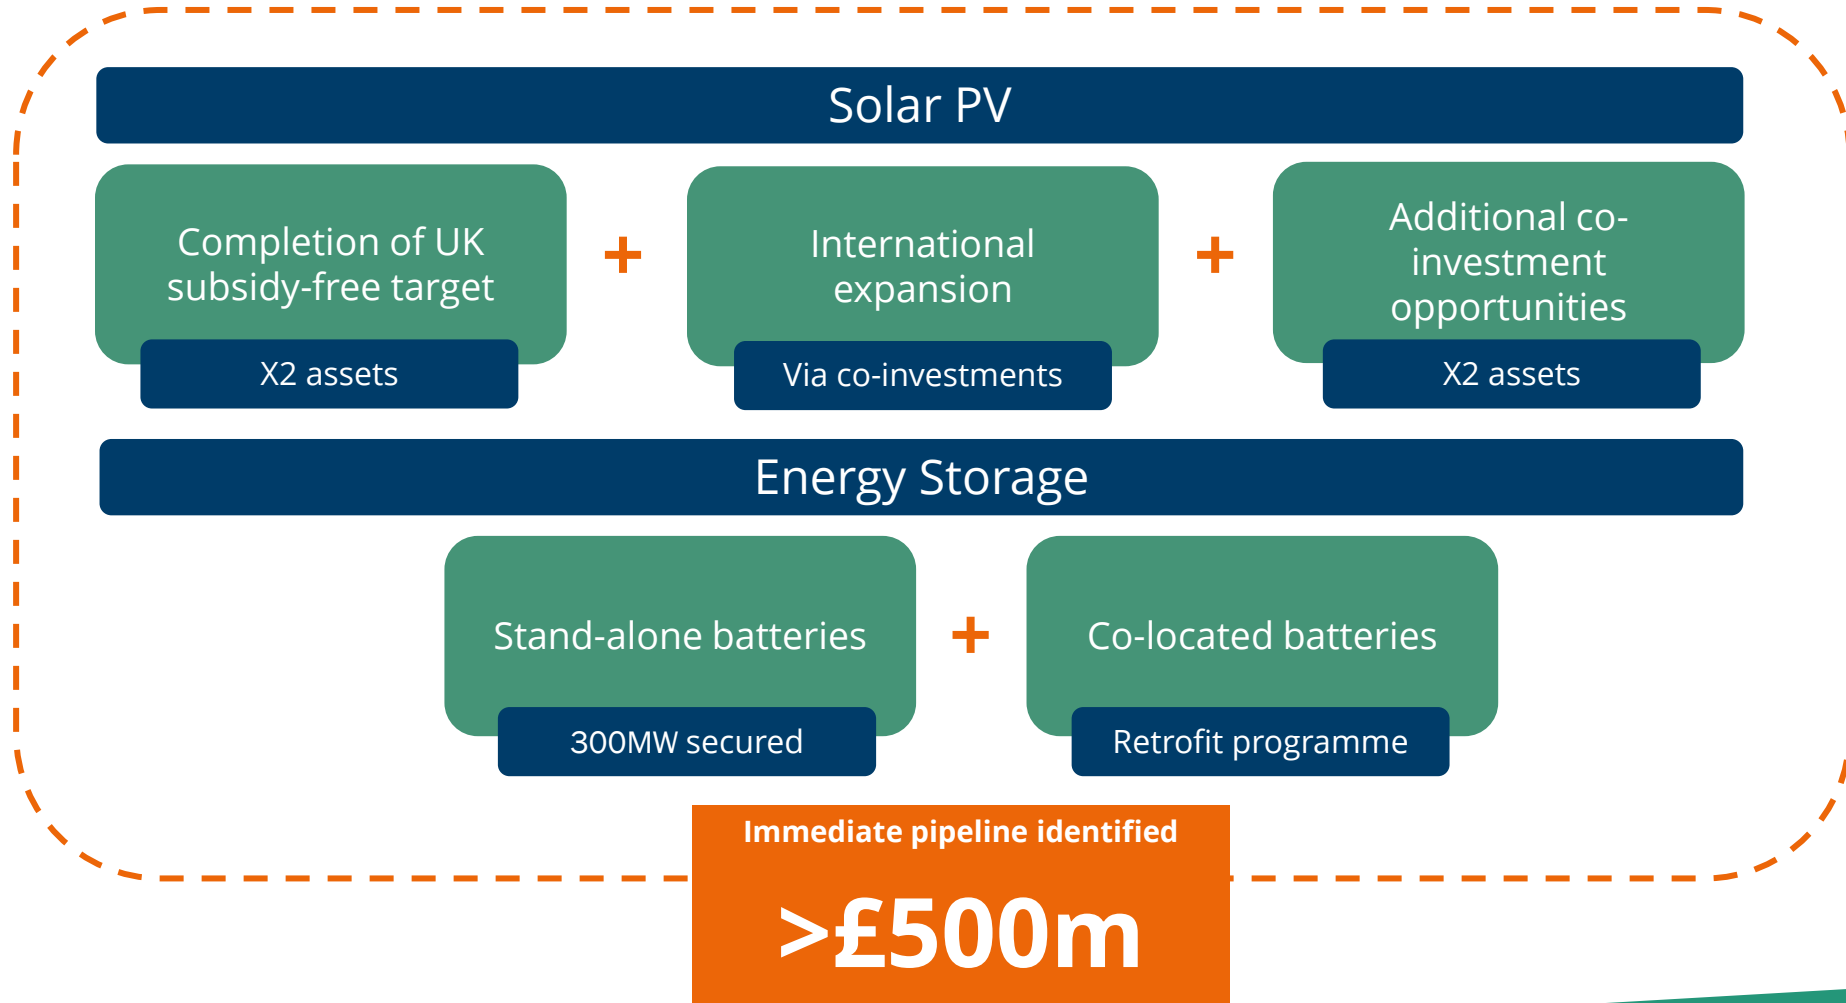 Solar PV
Completion of UK
subsidy-free target
X2 assets
+
International
expansion
Via co-investments
+
Additional co-
investment
opportunities
X2 assets
Energy Storage
Stand-alone batteries
300MW secured
+
Co-located batteries
Retrofit programme
Immediate pipeline identified
>£500m